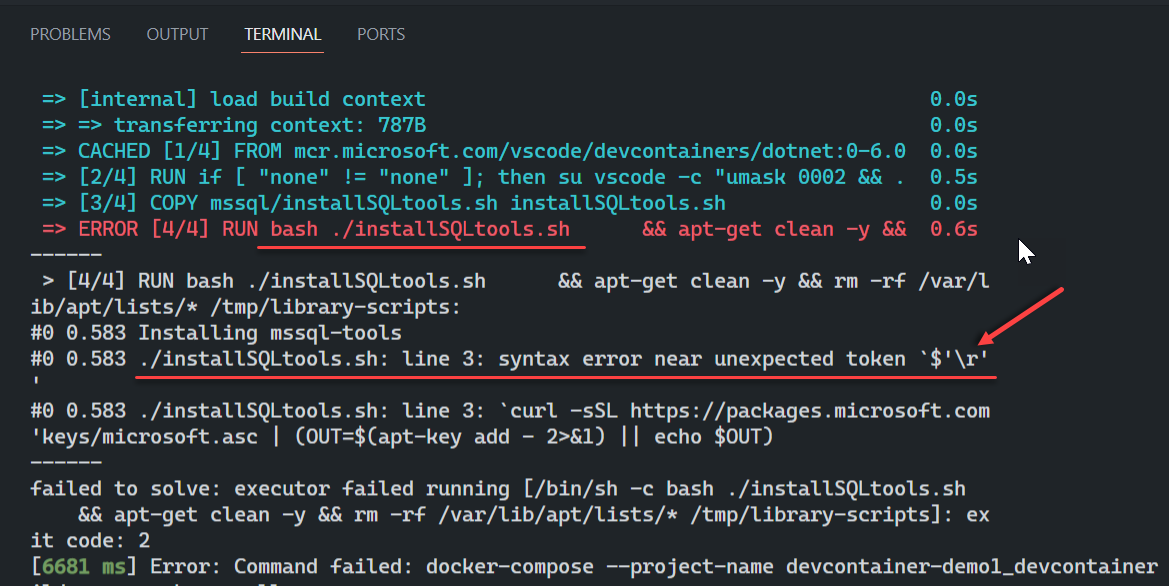 PROBLEMS OUTPUT TERMINAL PORTS
=> [internal] load build context 0.0s
=> => transferring context: 787B 0.0s
=> CACHED [1/4] FROM mcr.microsoft.com/vscode/devcontainers/dotnet:0-6.0 0.0s
=> [2/4] RUN if [ "none" != "none" ]; then su vscode -c "umask 0002 && . 0.5s
=> [3/4] COPY mssql/installSQLtools.sh installSQLtools.sh 0.0s
=> ERROR [4/4] RUN bash ./installSQLtools.sh && apt-get clean -y && 0.6s
------
> [4/4] RUN bash ./installSQLtools.sh && apt-get clean -y && rm -rf /var/l
ib/apt/lists/* /tmp/library-scripts:
#0 0.583 Installing mssql-tools
#0 0.583 ./installSQLtools.sh: line 3: syntax error near unexpected token `$'\r'
'
#0 0.583 ./installSQLtools.sh: line 3: `curl -sSL https://packages.microsoft.com
'keys/microsoft.asc | (OUT=$(apt-key add - 2>&1) || echo $OUT)
------
failed to solve: executor failed running [/bin/sh -c bash ./installSQLtools.sh
&& apt-get clean -y && rm -rf /var/lib/apt/lists/* /tmp/library-scripts]: ex
it code: 2
[6681 ms] Error: Command failed: docker-compose --project-name devcontainer-demo1_devcontainer